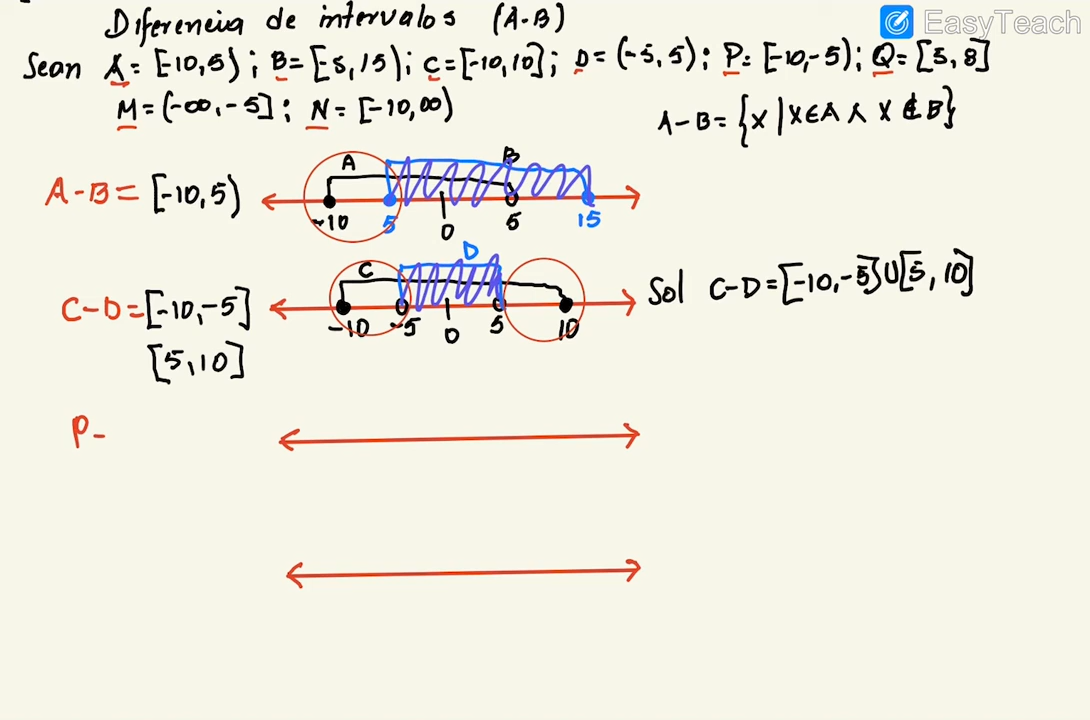 Diferencia de intervalos (A-B)
EasyTeach
Sean A = [-10,5); B = [-5,15); C = [-10,10]; D = (-5,5); P = [-10,-5); Q = [5,8]
M = (-∞,-5]; N = [-10,∞)
A-B = {x | x∈A ∧ x ∉ B}
A-B = [-10,5)
A B
-10 5 0 5 15
C-D = [-10,-5]
[5,10]
C D
-10 -5 0 5 10
Sol C-D = [-10,-5] ∪ [5,10]
P-